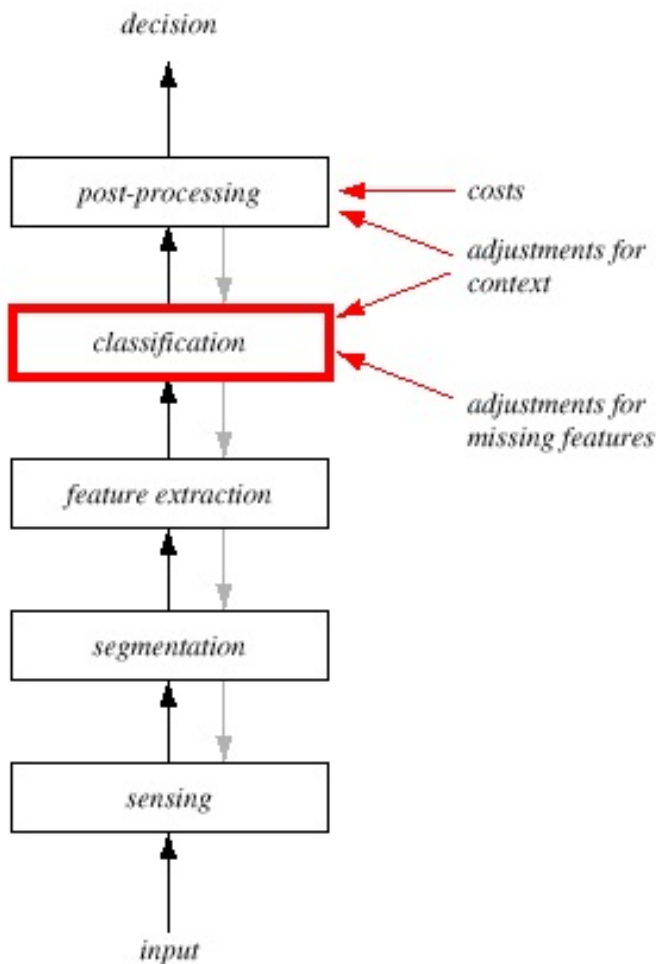 decision
post-processing
costs
adjustments for
context
classification
adjustments for
missing features
feature extraction
segmentation
sensing
input